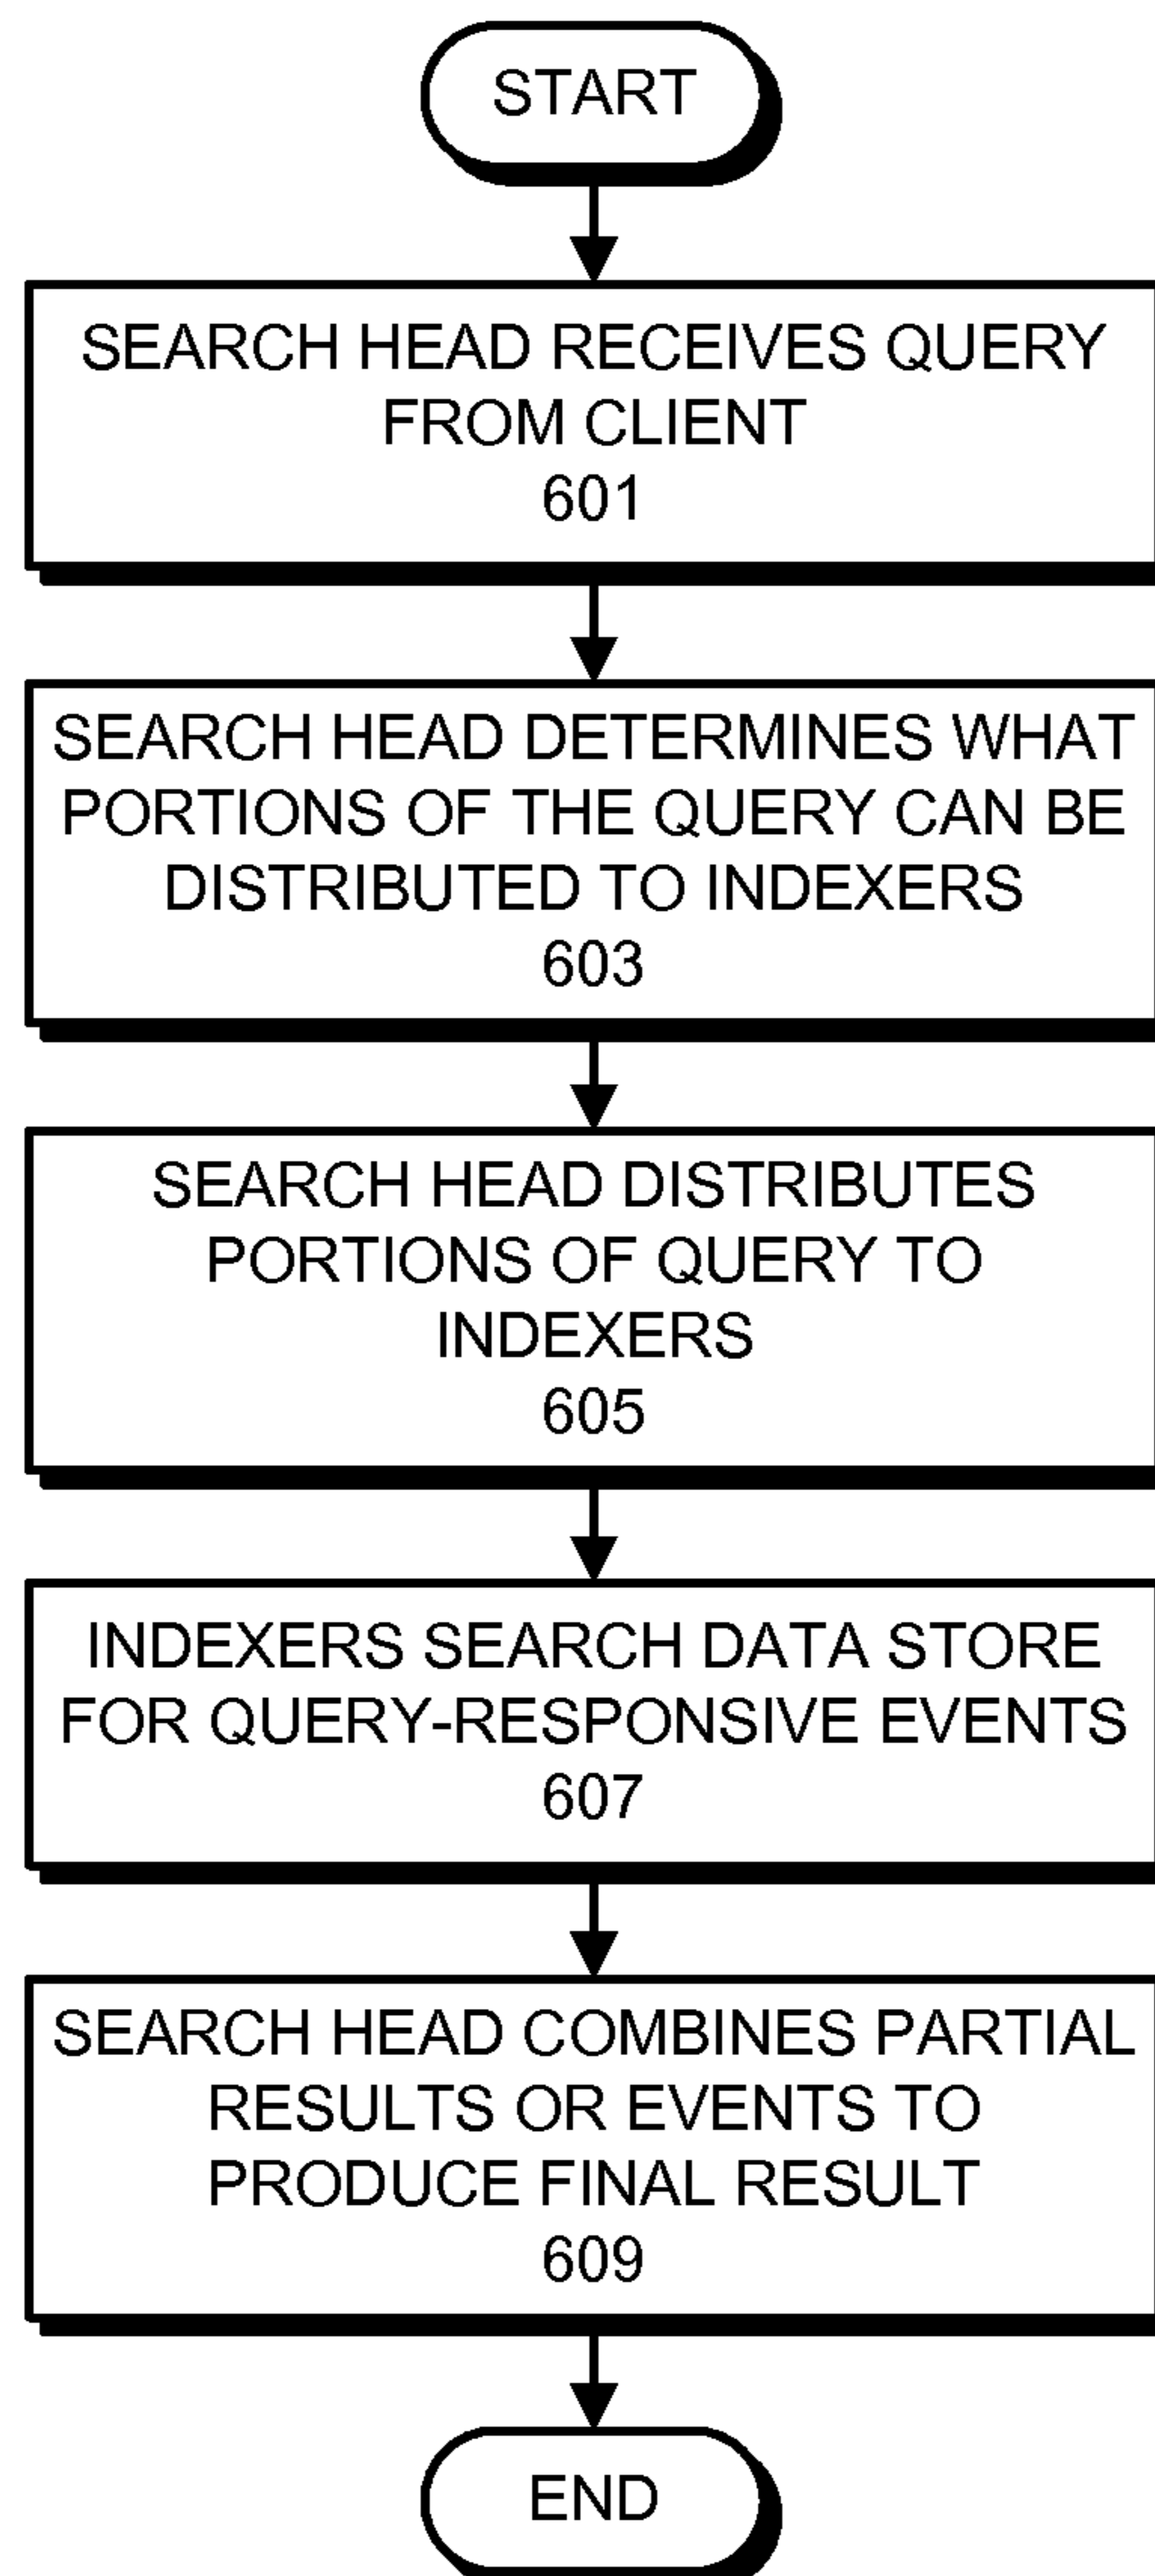 START
SEARCH HEAD RECEIVES QUERY
FROM CLIENT
601
SEARCH HEAD DETERMINES WHAT
PORTIONS OF THE QUERY CAN BE
DISTRIBUTED TO INDEXERS
603
SEARCH HEAD DISTRIBUTES
PORTIONS OF QUERY TO
INDEXERS
605
INDEXERS SEARCH DATA STORE
FOR QUERY-RESPONSIVE EVENTS
607
SEARCH HEAD COMBINES PARTIAL
RESULTS OR EVENTS TO
PRODUCE FINAL RESULT
609
END